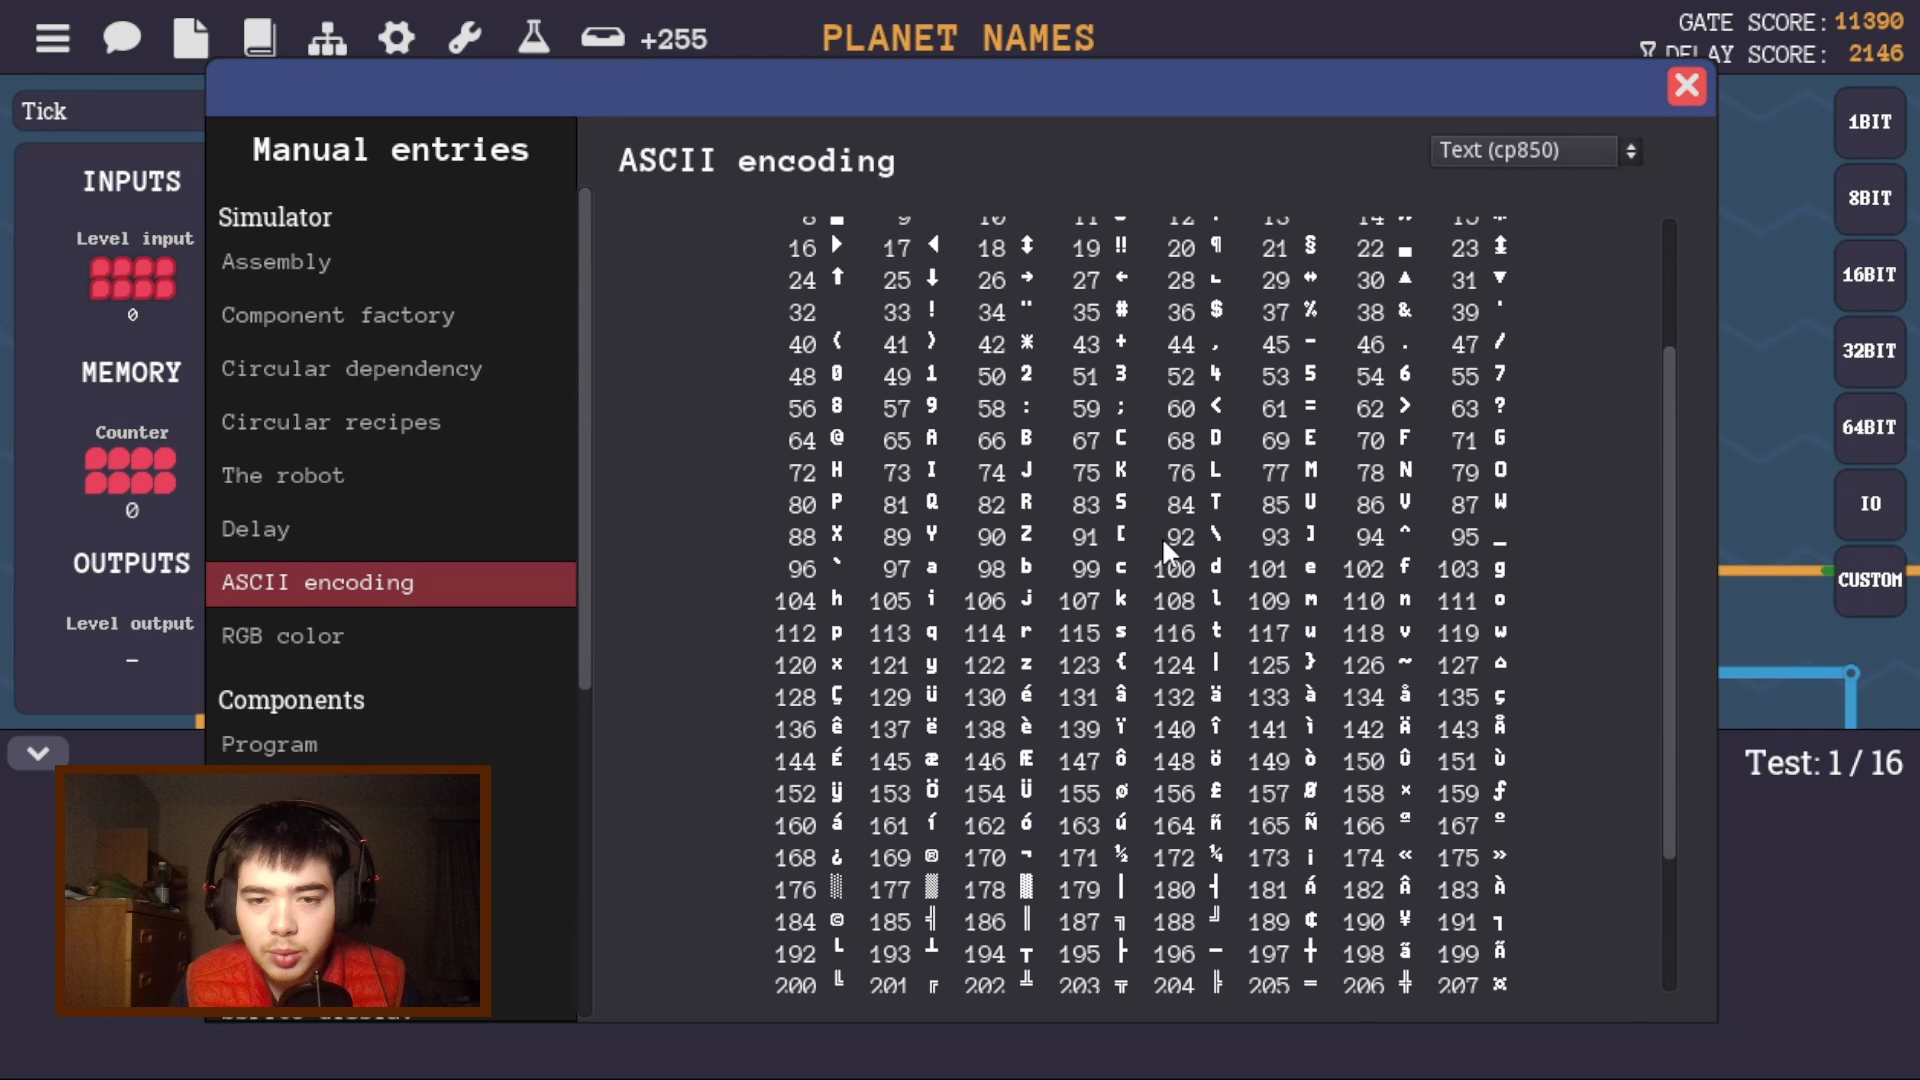 +255
PLANET NAMES
GATE SCORE: 11390
DELAY SCORE: 2146
Tick
INPUTS
Level input
0
MEMORY
Counter
0
OUTPUTS
Level output
-
Manual entries
Simulator
Assembly
Component factory
Circular dependency
Circular recipes
The robot
Delay
ASCII encoding
RGB color
Components
Program
ASCII encoding
Text (cp850)
16 ► 17 ◄ 18 ↕ 19 ‼ 20 ¶ 21 § 22 ▬ 23 ↨
24 ↑ 25 ↓ 26 → 27 ← 28 ∟ 29 ↔ 30 ▲ 31 ▼
32 33 ! 34 " 35 # 36 $ 37 % 38 & 39 '
40 ( 41 ) 42 * 43 + 44 , 45 - 46 . 47 /
48 0 49 1 50 2 51 3 52 4 53 5 54 6 55 7
56 8 57 9 58 : 59 ; 60 < 61 = 62 > 63 ?
64 @ 65 A 66 B 67 C 68 D 69 E 70 F 71 G
72 H 73 I 74 J 75 K 76 L 77 M 78 N 79 O
80 P 81 Q 82 R 83 S 84 T 85 U 86 V 87 W
88 X 89 Y 90 Z 91 [ 92 \ 93 ] 94 ^ 95 _
96 ` 97 a 98 b 99 c 100 d 101 e 102 f 103 g
104 h 105 i 106 j 107 k 108 l 109 m 110 n 111 o
112 p 113 q 114 r 115 s 116 t 117 u 118 v 119 w
120 x 121 y 122 z 123 { 124 | 125 } 126 ~ 127 ⌂
128 Ç 129 ü 130 é 131 â 132 ä 133 à 134 å 135 ç
136 ê 137 ë 138 è 139 ï 140 î 141 ì 142 Ä 143 Å
144 É 145 æ 146 Æ 147 ô 148 ö 149 ò 150 û 151 ù
152 ÿ 153 Ö 154 Ü 155 ø 156 £ 157 Ø 158 × 159 ƒ
160 á 161 í 162 ó 163 ú 164 ñ 165 Ñ 166 ª 167 º
168 ¿ 169 ® 170 ¬ 171 ½ 172 ¼ 173 ¡ 174 « 175 »
176 ░ 177 ▒ 178 ▓ 179 │ 180 ┤ 181 Á 182 Â 183 À
184 © 185 ╣ 186 ║ 187 ╗ 188 ╝ 189 ¢ 190 ¥ 191 ┐
192 └ 193 ┴ 194 ┬ 195 ├ 196 ─ 197 ┼ 198 ã 199 Ã
200 ╚ 201 ╔ 202 ╩ 203 ╦ 204 ╠ 205 ═ 206 ╬ 207 ¤
1BIT
8BIT
16BIT
32BIT
64BIT
IO
CUSTOM
Test: 1 / 16